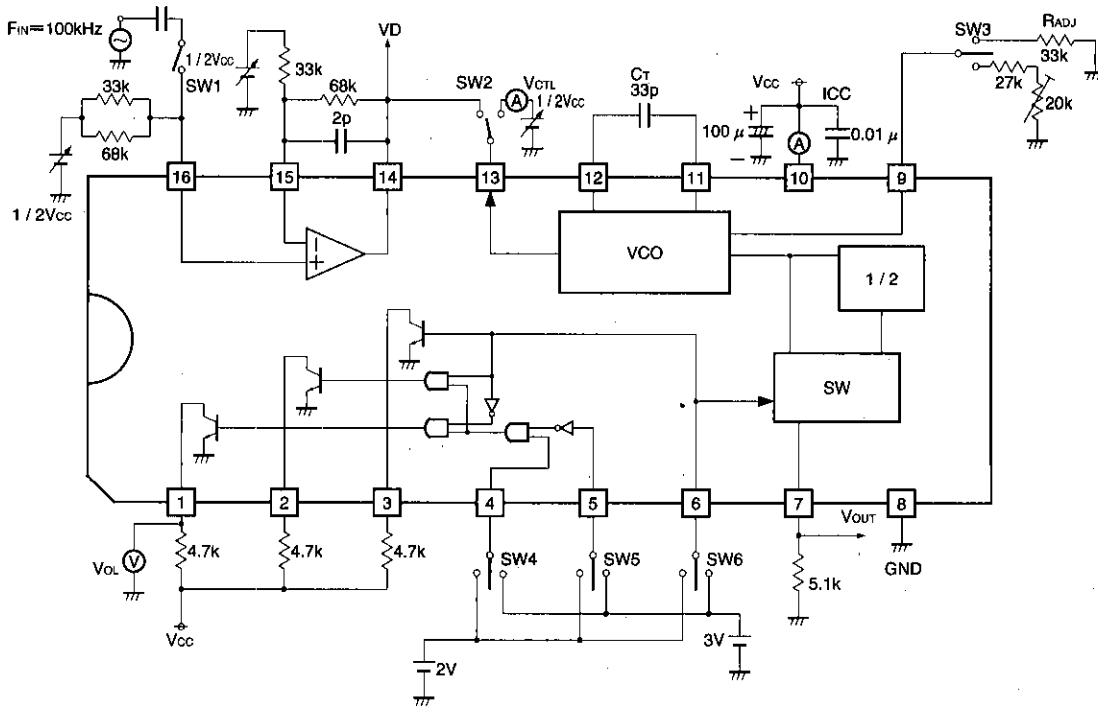 FIN=100kHz
1/2Vcc
SW1
33k
68k
1/2Vcc
33k
VD
68k
2p
SW2
VCTL
A
1/2Vcc
CT
33p
Vcc
ICC
100 μ
+
−
A
0.01 μ
SW3
RADJ
33k
27k
20k
16
15
14
13
12
11
10
9
−
+
VCO
1/2
SW
1
2
3
4
5
6
7
8
VOL
V
4.7k
4.7k
4.7k
Vcc
SW4
SW5
SW6
2V
3V
VOUT
5.1k
GND